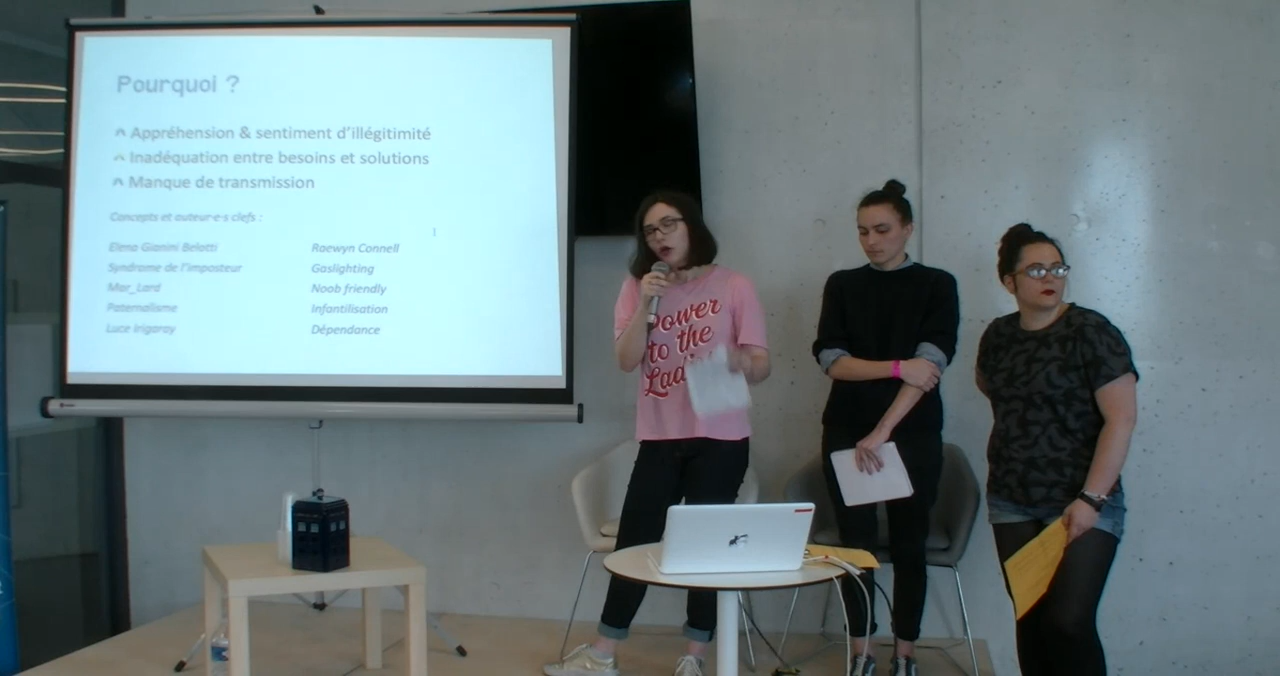 Pourquoi ?
Appréhension & sentiment d'illégitimité
Inadéquation entre besoins et solutions
Manque de transmission
Concepts et auteur·e·s clefs :
Elena Gianini Belotti
Raewyn Connell
Syndrome de l'imposteur
Gaslighting
Mar_Lard
Noob friendly
Paternalisme
Infantilisation
Luce Irigaray
Dépendance
Power
to the